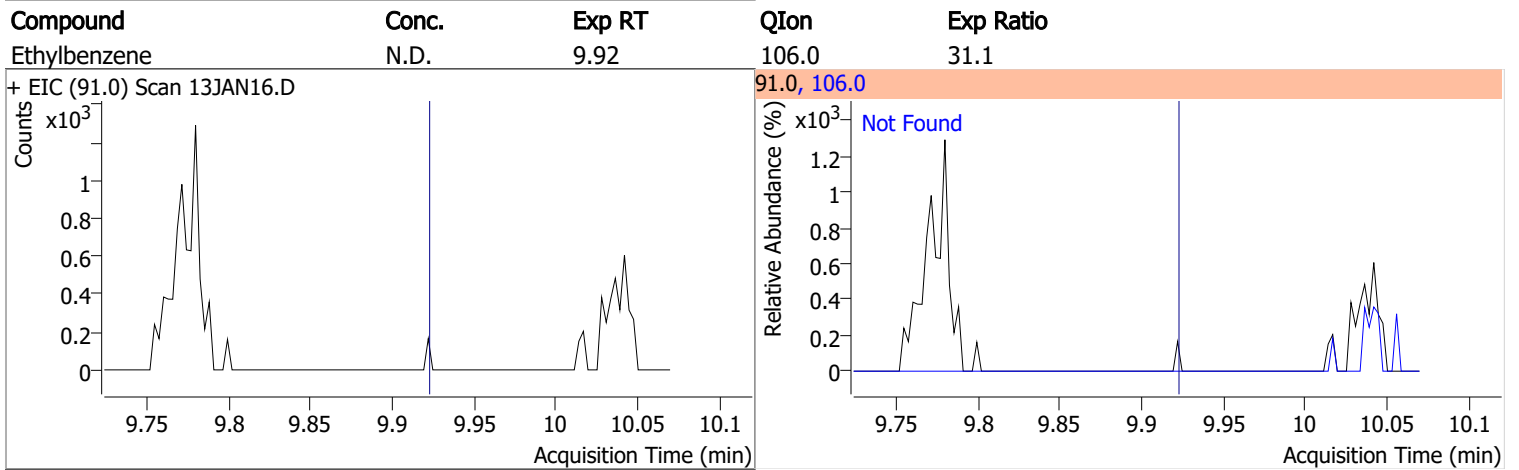 Compound Conc. Exp RT QIon Exp Ratio
Ethylbenzene N.D. 9.92 106.0 31.1
+ EIC (91.0) Scan 13JAN16.D
Counts
x10³
1
0.8
0.6
0.4
0.2
0
9.75 9.8 9.85 9.9 9.95 10 10.05 10.1
Acquisition Time (min)
91.0, 106.0
Relative Abundance (%)
x10³
Not Found
1.2
1
0.8
0.6
0.4
0.2
0
9.75 9.8 9.85 9.9 9.95 10 10.05 10.1
Acquisition Time (min)